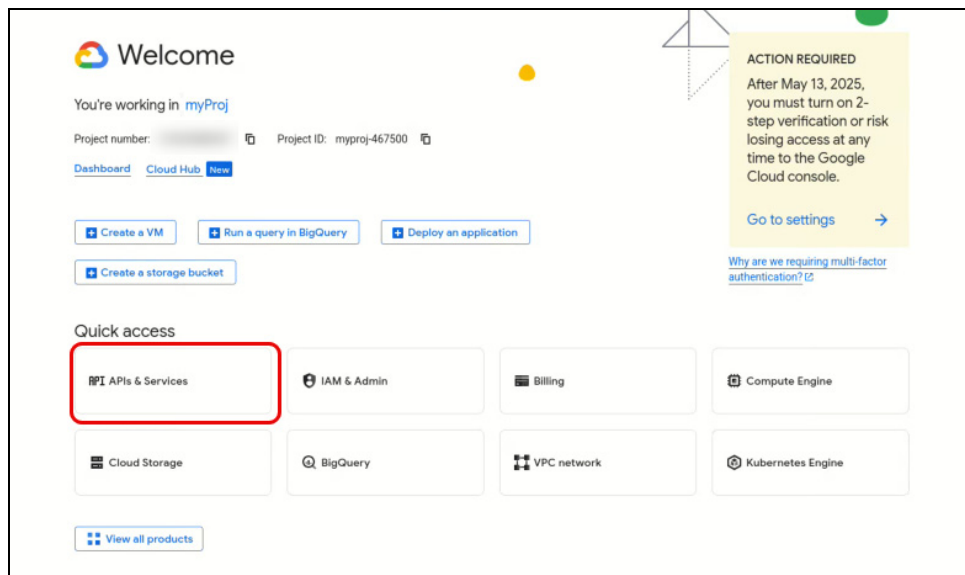 Welcome
You're working in myProj
Project number: Project ID: myproj-467500
Dashboard Cloud Hub New
Create a VM Run a query in BigQuery Deploy an application
Create a storage bucket
ACTION REQUIRED
After May 13, 2025,
you must turn on 2-
step verification or risk
losing access at any
time to the Google
Cloud console.
Go to settings
Why are we requiring multi-factor
authentication?
Quick access
API APIs & Services IAM & Admin Billing Compute Engine
Cloud Storage BigQuery VPC network Kubernetes Engine
View all products